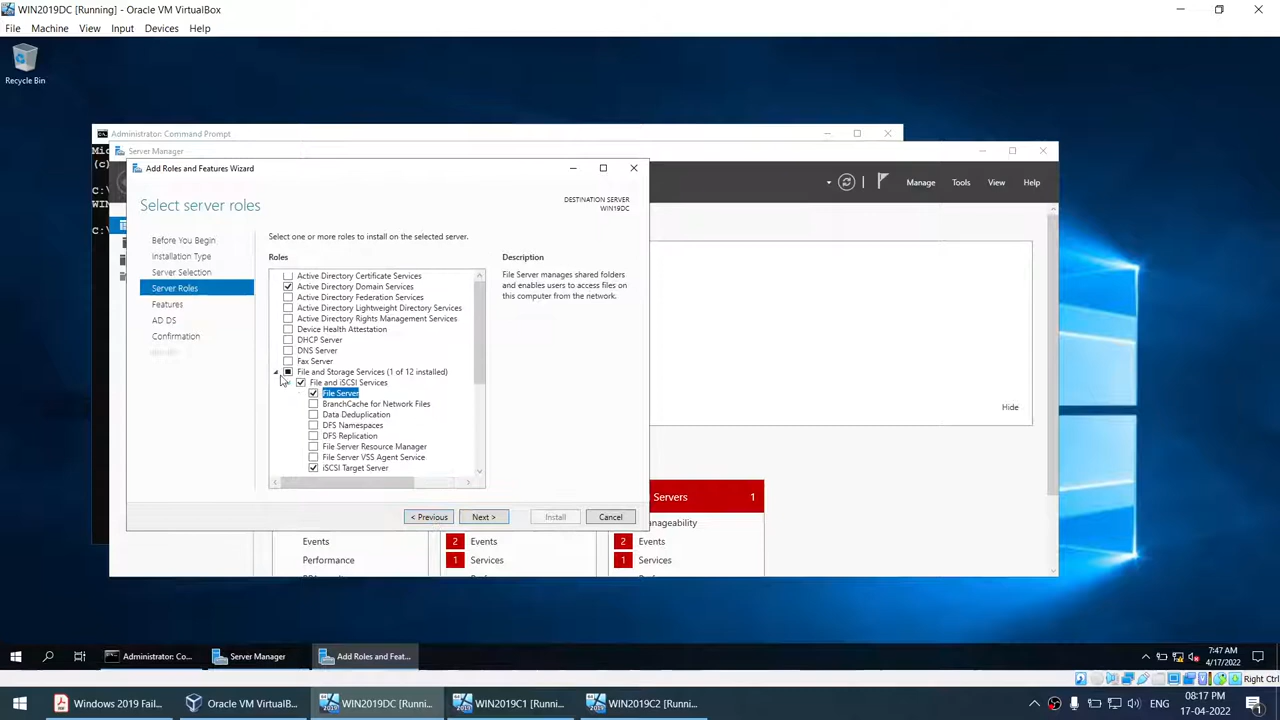 WIN2019DC [Running] - Oracle VM VirtualBox
File Machine View Input Devices Help
Recycle Bin
Administrator: Command Prompt
Server Manager
Mic
(c)
C:\
WIN
C:\
Add Roles and Features Wizard
Manage Tools View Help
Select server roles
DESTINATION SERVER
WIN19DC
Before You Begin
Installation Type
Server Selection
Server Roles
Features
AD DS
Confirmation
Select one or more roles to install on the selected server.
Roles
Active Directory Certificate Services
Active Directory Domain Services
Active Directory Federation Services
Active Directory Lightweight Directory Services
Active Directory Rights Management Services
Device Health Attestation
DHCP Server
DNS Server
Fax Server
File and Storage Services (1 of 12 installed)
File and iSCSI Services
File Server
BranchCache for Network Files
Data Deduplication
DFS Namespaces
DFS Replication
File Server Resource Manager
File Server VSS Agent Service
iSCSI Target Server
Description
File Server manages shared folders
and enables users to access files on
this computer from the network.
< Previous Next > Install Cancel
Hide
Servers 1
anageability
Events 2 Events 2 Events
Performance 1 Services 1 Services
Administrator: Co...
Server Manager
Add Roles and Feat...
7:47 AM
4/17/2022
Right Ctrl
Windows 2019 Fail...
Oracle VM VirtualB...
WIN2019DC [Runni...
WIN2019C1 [Runni...
WIN2019C2 [Runni...
08:17 PM
17-04-2022
1